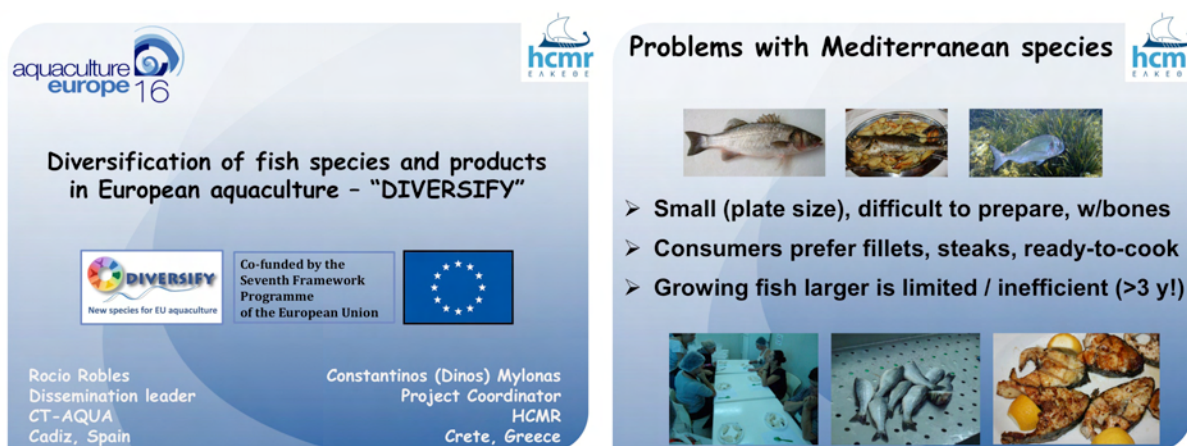 aquaculture
europe 16
hcmr
ΕΛΚΕΘΕ
Diversification of fish species and products
in European aquaculture – “DIVERSIFY”
DIVERSIFY
New species for EU aquaculture
Co-funded by the
Seventh Framework
Programme
of the European Union
Rocio Robles
Dissemination leader
CT-AQUA
Cadiz, Spain
Constantinos (Dinos) Mylonas
Project Coordinator
HCMR
Crete, Greece
Problems with Mediterranean species
hcm
Small (plate size), difficult to prepare, w/bones
Consumers prefer fillets, steaks, ready-to-cook
Growing fish larger is limited / inefficient (>3 y!)